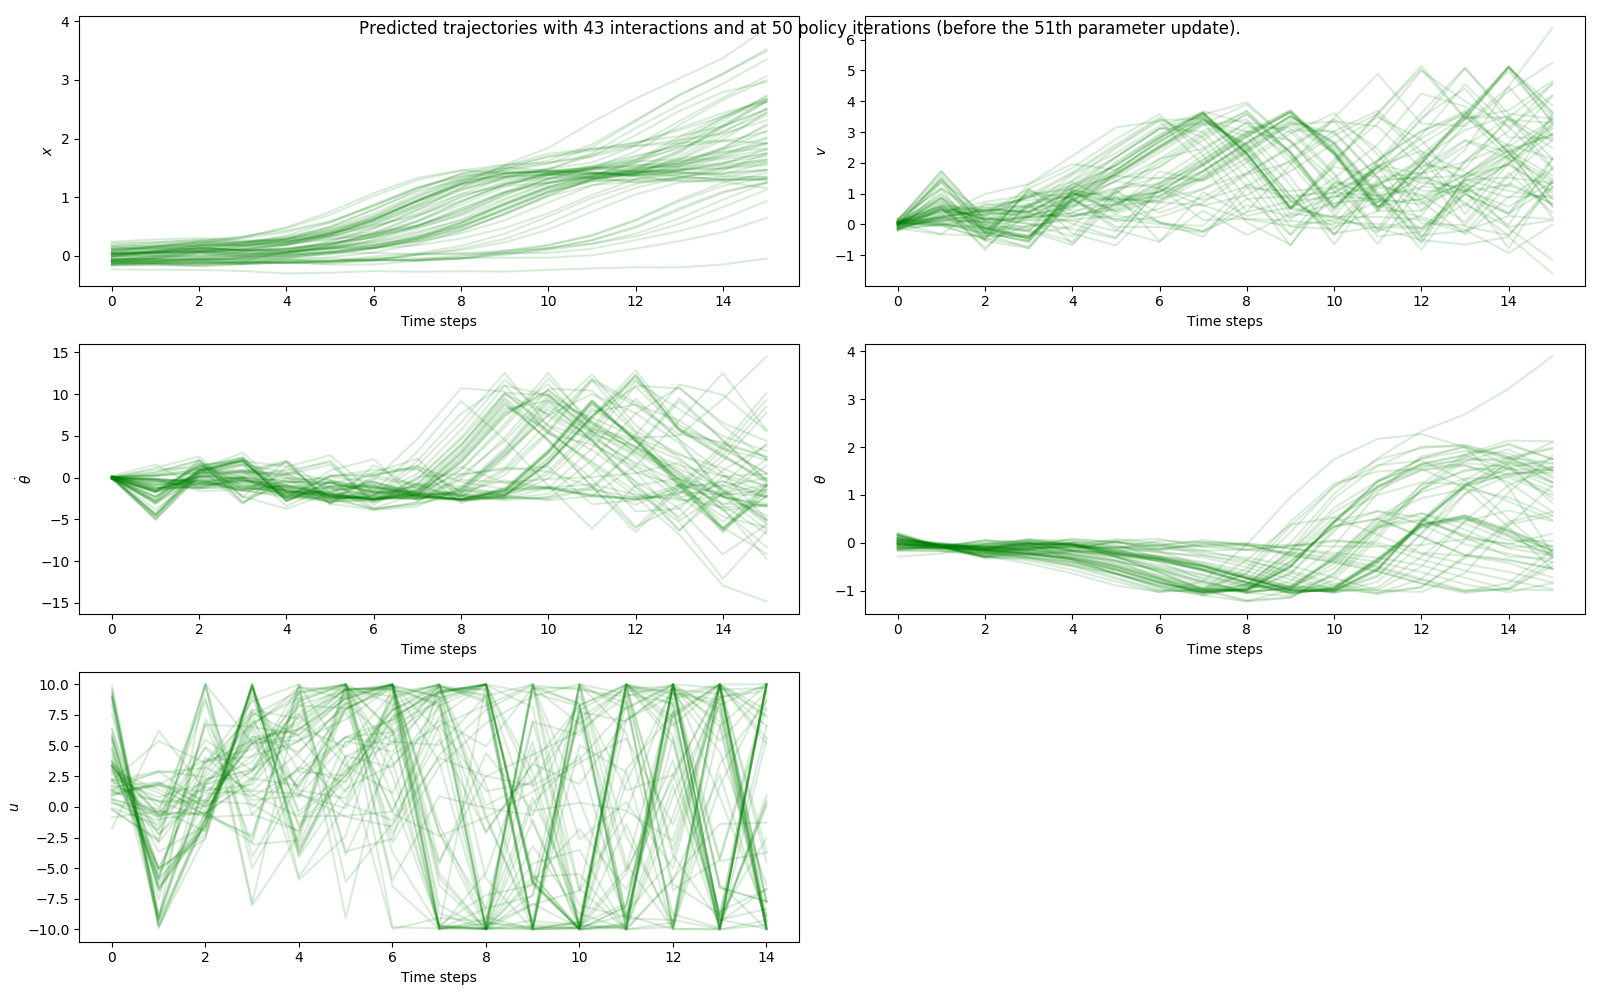 Predicted trajectories with 43 interactions and at 50 policy iterations (before the 51th parameter update).
4
3
2
1
0
x
0 2 4 6 8 10 12 14
Time steps
6
5
4
3
2
1
0
−1
v
0 2 4 6 8 10 12 14
Time steps
15
10
5
0
−5
−10
−15
θ̇
0 2 4 6 8 10 12 14
Time steps
4
3
2
1
0
−1
θ
0 2 4 6 8 10 12 14
Time steps
10.0
7.5
5.0
2.5
0.0
−2.5
−5.0
−7.5
−10.0
u
0 2 4 6 8 10 12 14
Time steps